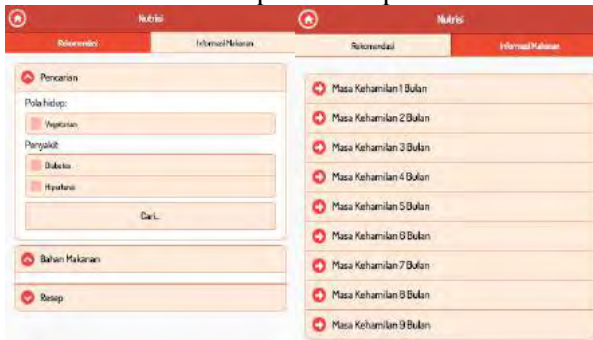 Nutrisi
Rekomendasi
Informasi Makanan
Pencarian
Pola hidup:
Vegetarian
Penyakit
Diabetes
Hipertensi
Cari...
Bahan Makanan
Resep
Nutrisi
Rekomendasi
Informasi Makanan
Masa Kehamilan 1 Bulan
Masa Kehamilan 2 Bulan
Masa Kehamilan 3 Bulan
Masa Kehamilan 4 Bulan
Masa Kehamilan 5 Bulan
Masa Kehamilan 6 Bulan
Masa Kehamilan 7 Bulan
Masa Kehamilan 8 Bulan
Masa Kehamilan 9 Bulan